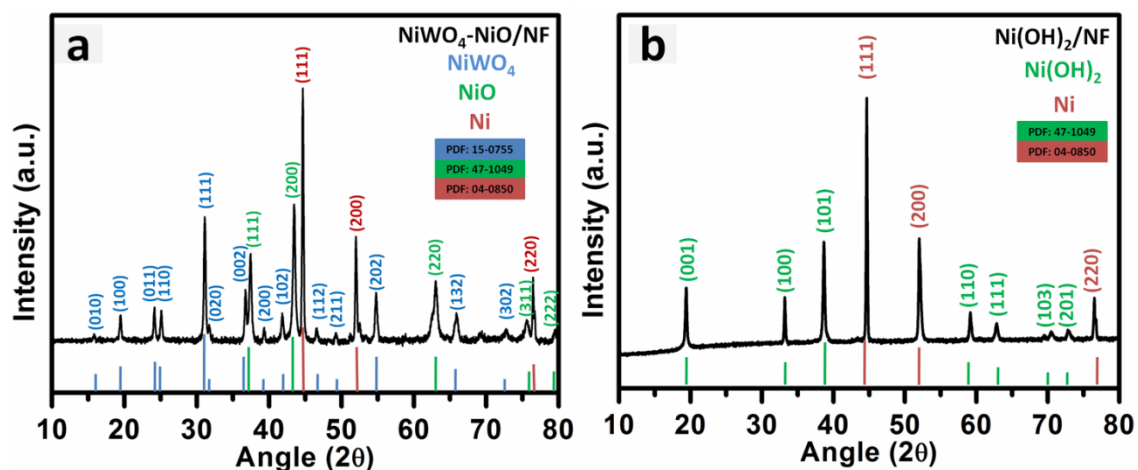 a
NiWO₄-NiO/NF
NiWO₄
NiO
Ni
PDF: 15-0755
PDF: 47-1049
PDF: 04-0850
(010)
(100)
(011)
(110)
(111)
(020)
(002)
(111)
(200)
(102)
(200)
(111)
(112)
(211)
(200)
(202)
(220)
(132)
(302)
(311)
(220)
(222)
Intensity (a.u.)
10 20 30 40 50 60 70 80
Angle (2θ)
b
Ni(OH)₂/NF
Ni(OH)₂
Ni
PDF: 47-1049
PDF: 04-0850
(001)
(100)
(101)
(111)
(200)
(110)
(111)
(103)
(201)
(220)
Intensity (a.u.)
10 20 30 40 50 60 70 80
Angle (2θ)